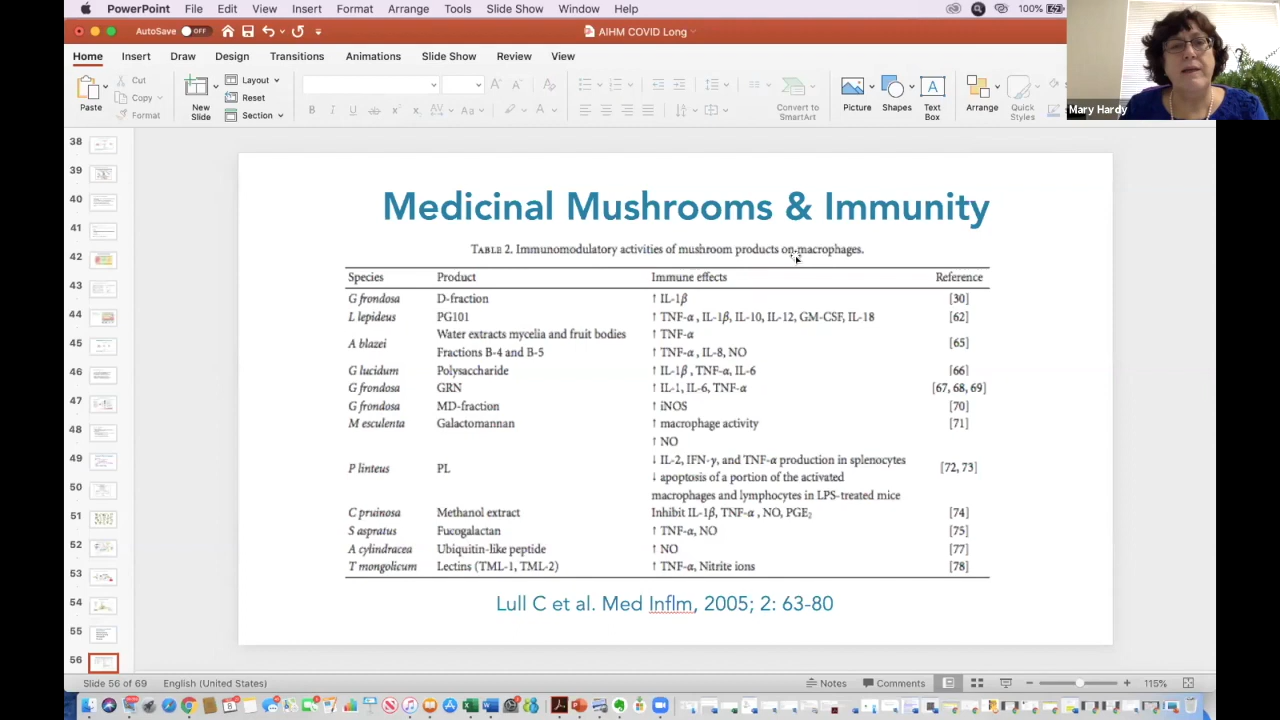 PowerPoint File Edit View Insert Format Arrange Tools Slide Show Window Help 100%
AutoSave OFF AIHM COVID Long
Home Insert Draw Design Transitions Animations Slide Show Review View
Paste Cut Copy Format New Slide Layout Reset Section Convert to SmartArt Picture Shapes Text Box Arrange Quick Styles
Mary Hardy
38
39
40
41
42
43
44
45
46
47
48
49
50
51
52
53
54
55
56
Medicinal Mushrooms & Immunity
TABLE 2. Immunomodulatory activities of mushroom products on macrophages.
Species Product Immune effects Reference
G frondosa D-fraction ↑ IL-1β [30]
L lepideus PG101 ↑ TNF-α, IL-1β, IL-10, IL-12, GM-CSF, IL-18 [62]
A blazei Water extracts mycelia and fruit bodies ↑ TNF-α [65]
Fractions B-4 and B-5 ↑ TNF-α, IL-8, NO
G lucidum Polysaccharide ↑ IL-1β, TNF-α, IL-6 [66]
G frondosa GRN ↑ IL-1, IL-6, TNF-α [67, 68, 69]
G frondosa MD-fraction ↑ iNOS [70]
M esculenta Galactomannan ↑ macrophage activity [71]
↑ NO
P linteus PL ↓ IL-2, IFN-γ, and TNF-α production in splenocytes [72, 73]
↓ apoptosis of a portion of the activated
macrophages and lymphocytes in LPS-treated mice
C pruinosa Methanol extract Inhibit IL-1β, TNF-α, NO, PGE₂ [74]
S aspratus Fucogalactan ↑ TNF-α, NO [75]
A cylindracea Ubiquitin-like peptide ↑ NO [77]
T mongolicum Lectins (TML-1, TML-2) ↑ TNF-α, Nitrite ions [78]
Lull C et al. Med Inflm, 2005; 2: 63-80
Slide 56 of 69 English (United States) Notes Comments 115%